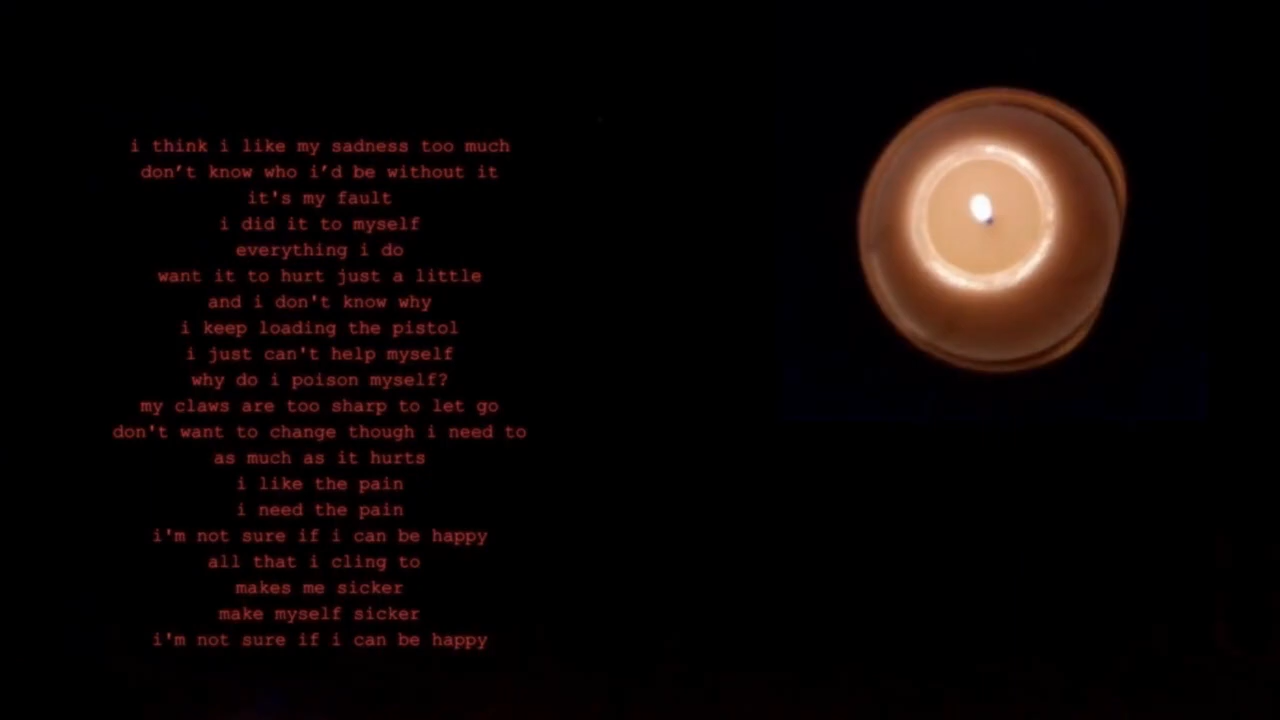 i think i like my sadness too much
don’t know who i’d be without it
it's my fault
i did it to myself
everything i do
want it to hurt just a little
and i don't know why
i keep loading the pistol
i just can't help myself
why do i poison myself?
my claws are too sharp to let go
don't want to change though i need to
as much as it hurts
i like the pain
i need the pain
i'm not sure if i can be happy
all that i cling to
makes me sicker
make myself sicker
i'm not sure if i can be happy